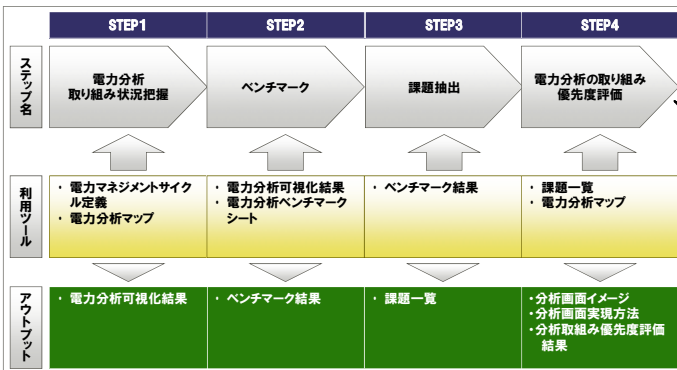 STEP1
STEP2
STEP3
STEP4
ステップ名
電力分析
取り組み状況把握
ベンチマーク
課題抽出
電力分析の取り組み
優先度評価
利用ツール
・ 電力マネジメントサイク
ル定義
・ 電力分析マップ
・ 電力分析可視化結果
・ 電力分析ベンチマーク
シート
・ ベンチマーク結果
・ 課題一覧
・ 電力分析マップ
アウトプット
・ 電力分析可視化結果
・ ベンチマーク結果
・ 課題一覧
・分析画面イメージ
・分析画面実現方法
・分析取組み優先度評価
結果